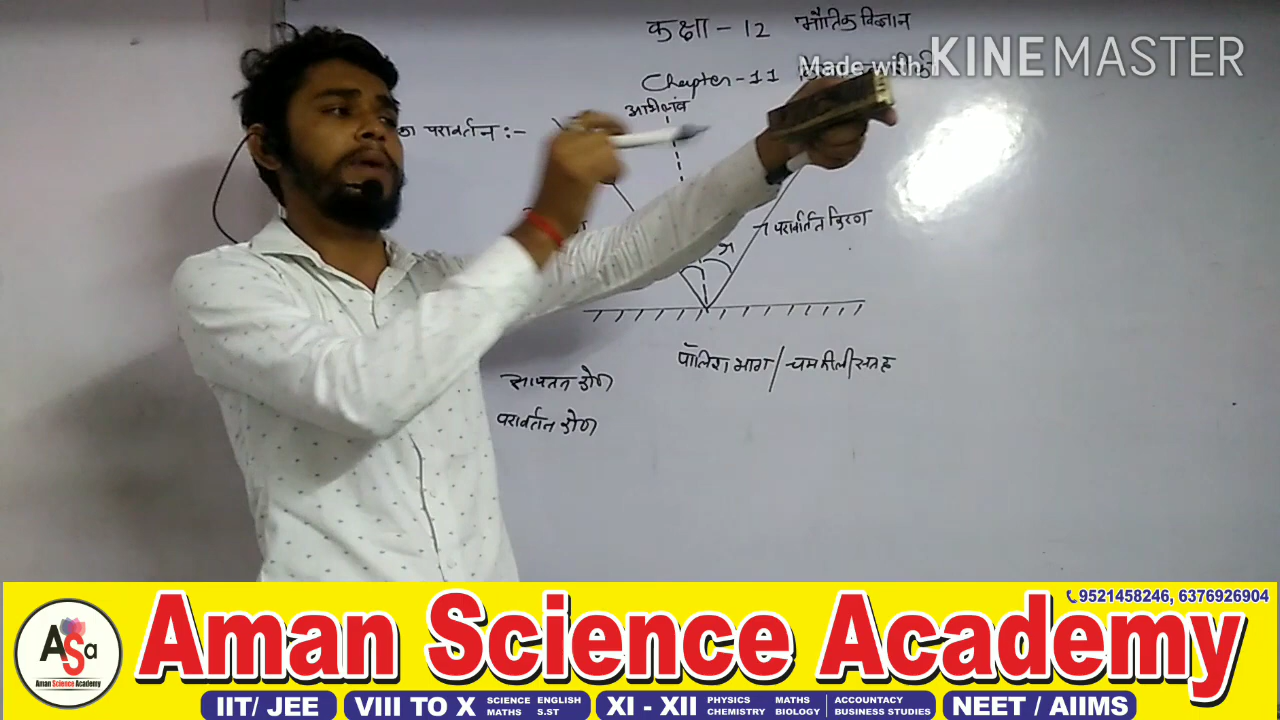 कक्षा - 12 भौतिक विज्ञान
Made with KINEMASTER
Chapter - 11
अभिलंब
परावर्तन :-
r
परावर्तित किरण
पॉलिश भाग / चमकीली सतह
आपतन कोण
परावर्तन कोण
9521458246, 6376926904
ASa
Aman Science Academy
Aman Science Academy
IIT/ JEE
VIII TO X SCIENCE ENGLISH MATHS S.ST
XI - XII PHYSICS MATHS ACCOUNTACY CHEMISTRY BIOLOGY BUSINESS STUDIES
NEET / AIIMS